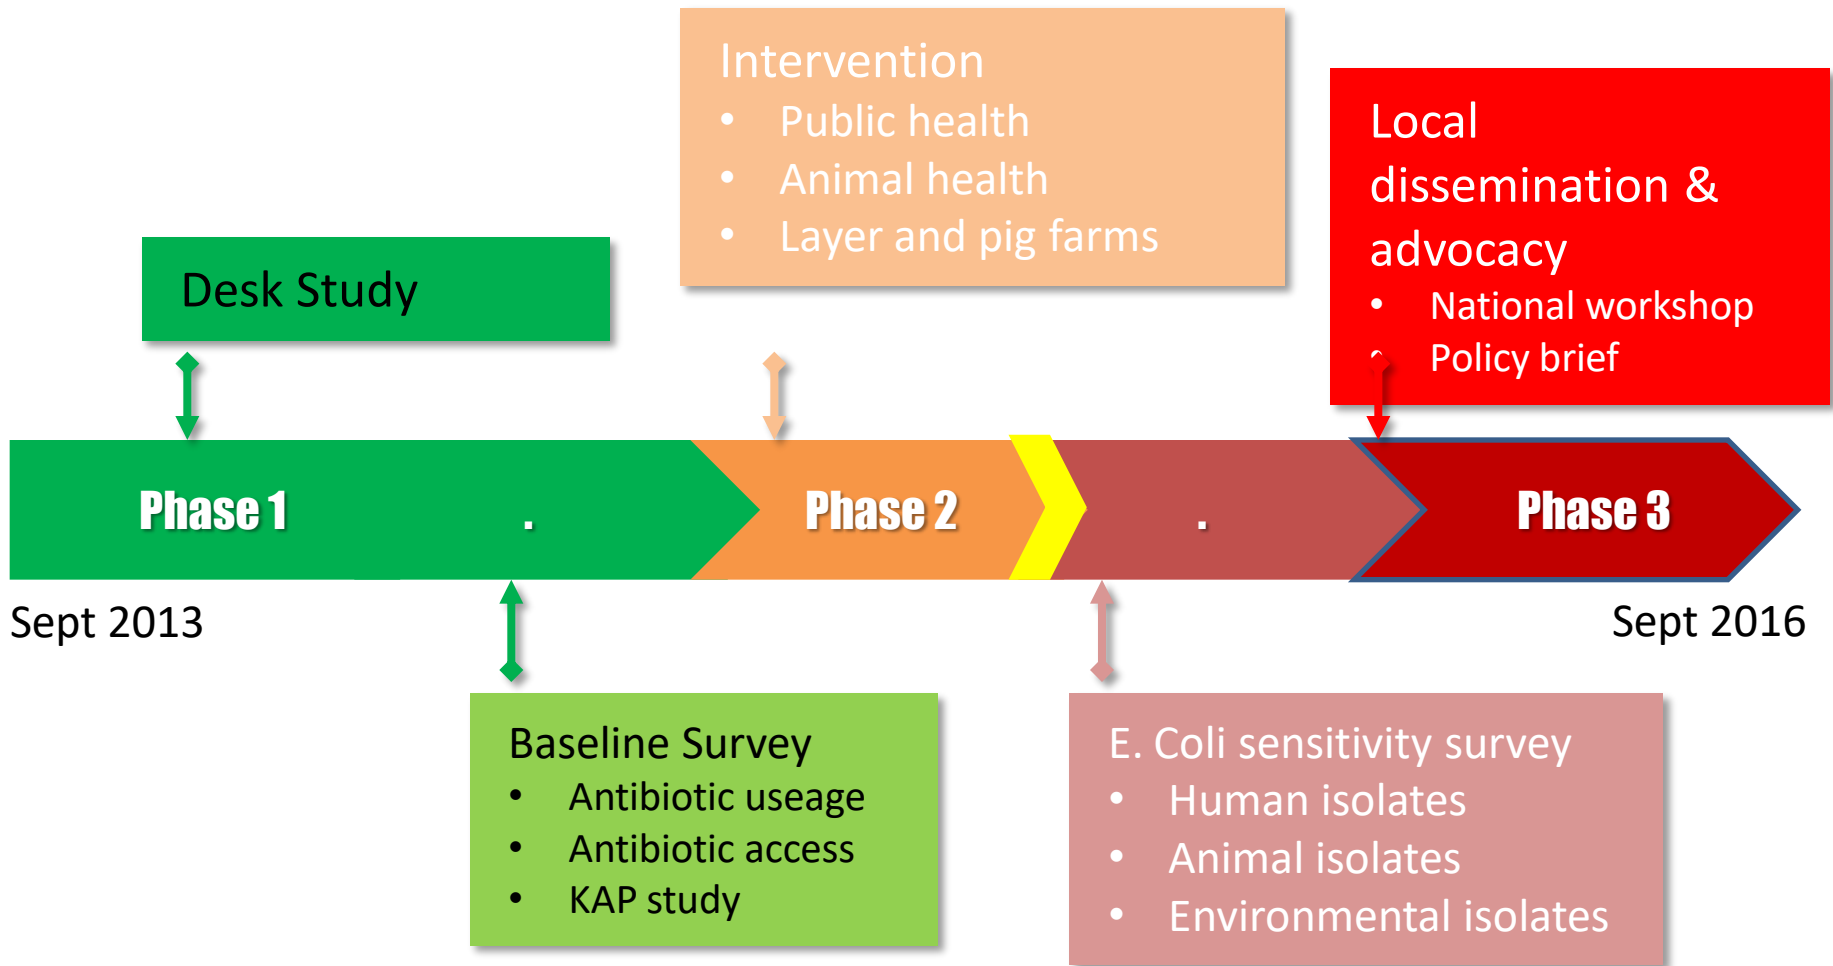 Intervention
• Public health
• Animal health
• Layer and pig farms
Local
dissemination &
advocacy
• National workshop
• Policy brief
Desk Study
Phase 1
.
Phase 2
.
Phase 3
Sept 2013
Sept 2016
Baseline Survey
• Antibiotic useage
• Antibiotic access
• KAP study
E. Coli sensitivity survey
• Human isolates
• Animal isolates
• Environmental isolates